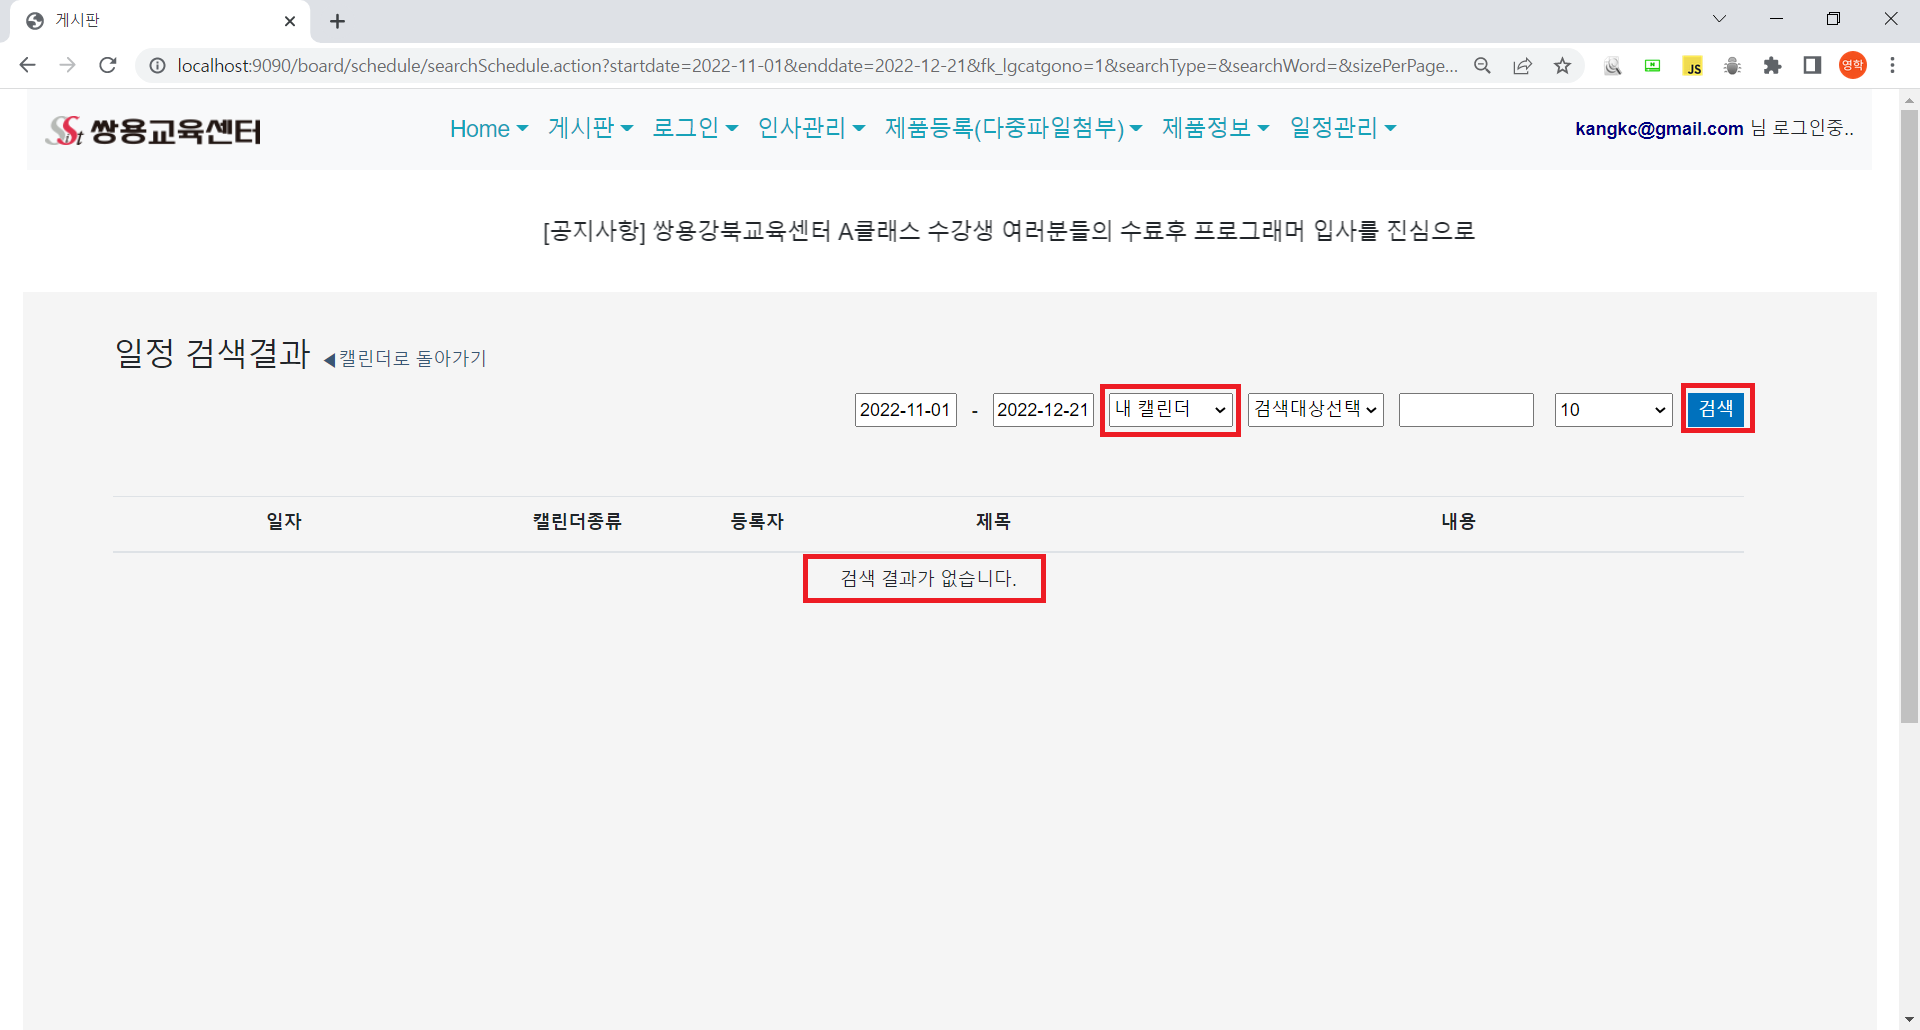 게시판
localhost:9090/board/schedule/searchSchedule.action?startdate=2022-11-01&enddate=2022-12-21&fk_lgcatgono=1&searchType=&searchWord=&sizePerPage...
JS
영학
SSt 쌍용교육센터 Home 게시판 로그인 인사관리 제품등록(다중파일첨부) 제품정보 일정관리 kangkc@gmail.com 님 로그인중..
[공지사항] 쌍용강북교육센터 A클래스 수강생 여러분들의 수료후 프로그래머 입사를 진심으로
일정 검색결과 ◀캘린더로 돌아가기
2022-11-01 - 2022-12-21 내 캘린더 검색대상선택 10 검색
일자 캘린더종류 등록자 제목 내용
검색 결과가 없습니다.